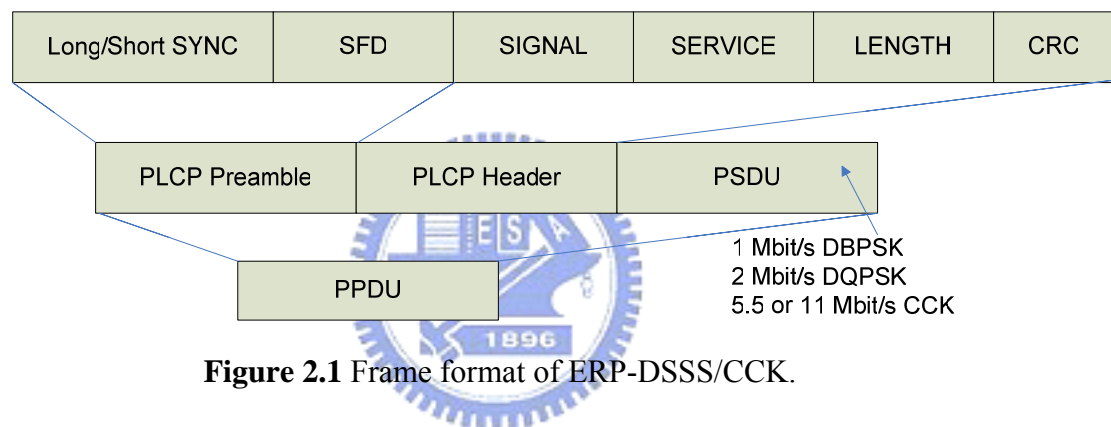 Long/Short SYNC SFD SIGNAL SERVICE LENGTH CRC
PLCP Preamble PLCP Header PSDU
E S A
1 Mbit/s DBPSK
2 Mbit/s DQPSK
5.5 or 11 Mbit/s CCK
PPDU
1896
Figure 2.1 Frame format of ERP-DSSS/CCK.